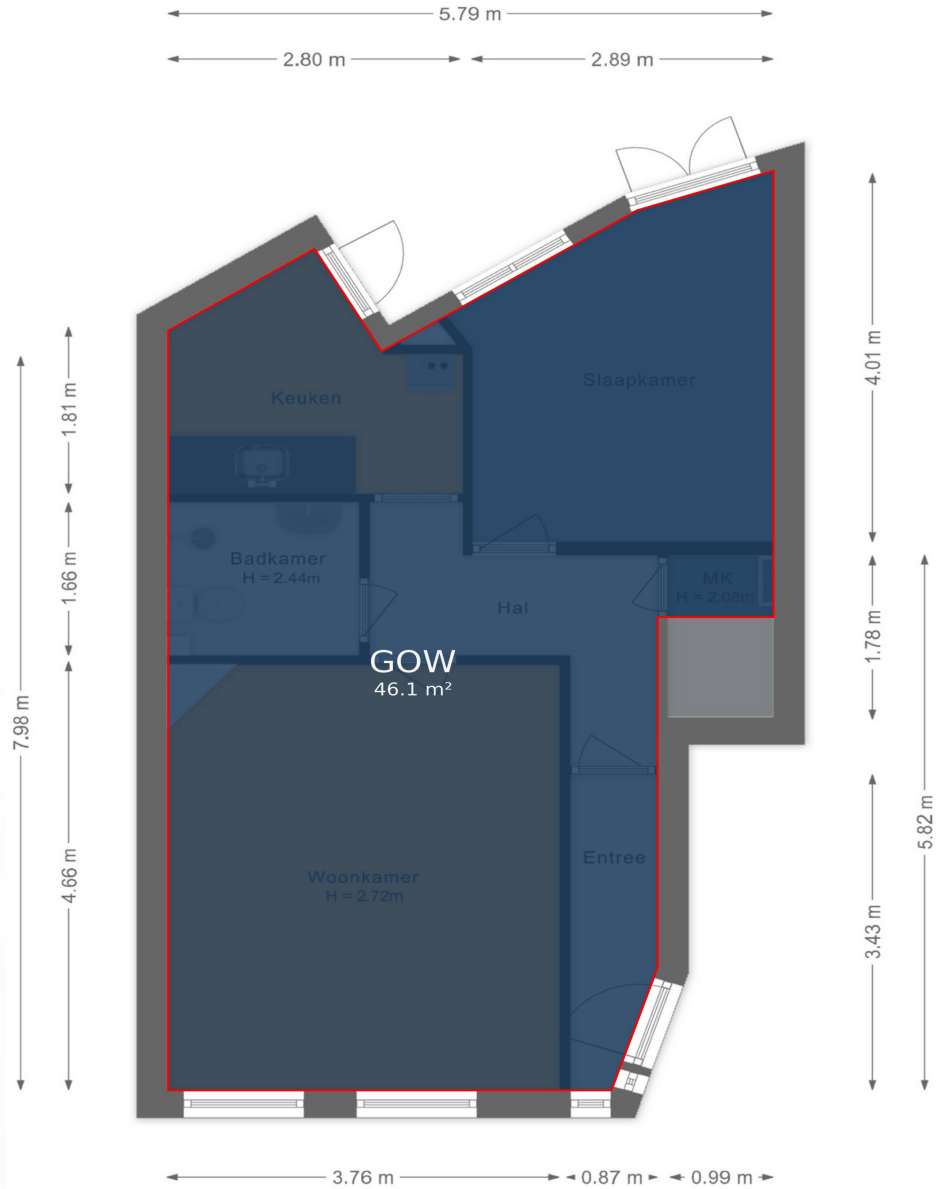 5.79 m
2.80 m
2.89 m
4.01 m
1.81 m
Slaapkamer
Keuken
7.98 m
1.66 m
Badkamer
H = 2.44m
MK
H = 2.08m
Hal
1.78 m
GOW
46.1 m²
5.82 m
4.66 m
Woonkamer
H = 2.72m
Entree
3.43 m
3.76 m
0.87 m
0.99 m